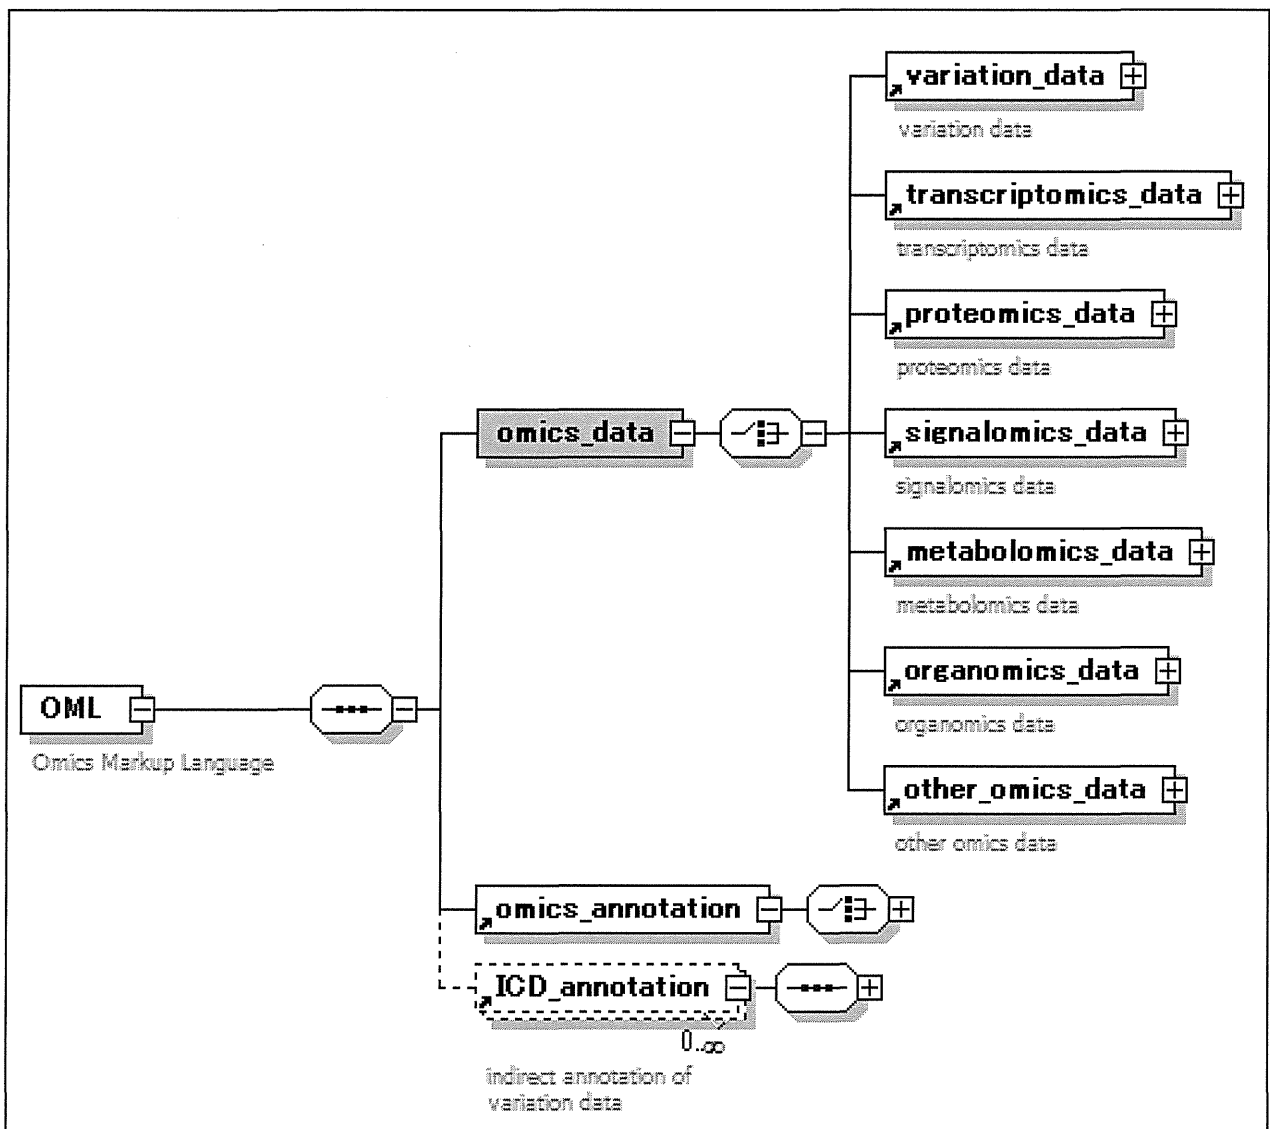 variation_data
variation data
transcriptomics_data
transcriptomics data
proteomics_data
proteomics data
omics_data
signalomics_data
signalomics data
metabolomics_data
metabolomics data
organomics_data
organomics data
OML
Omics Markup Language
other_omics_data
other omics data
omics_annotation
ICD_annotation
0..∞
indirect annotation of
variation data